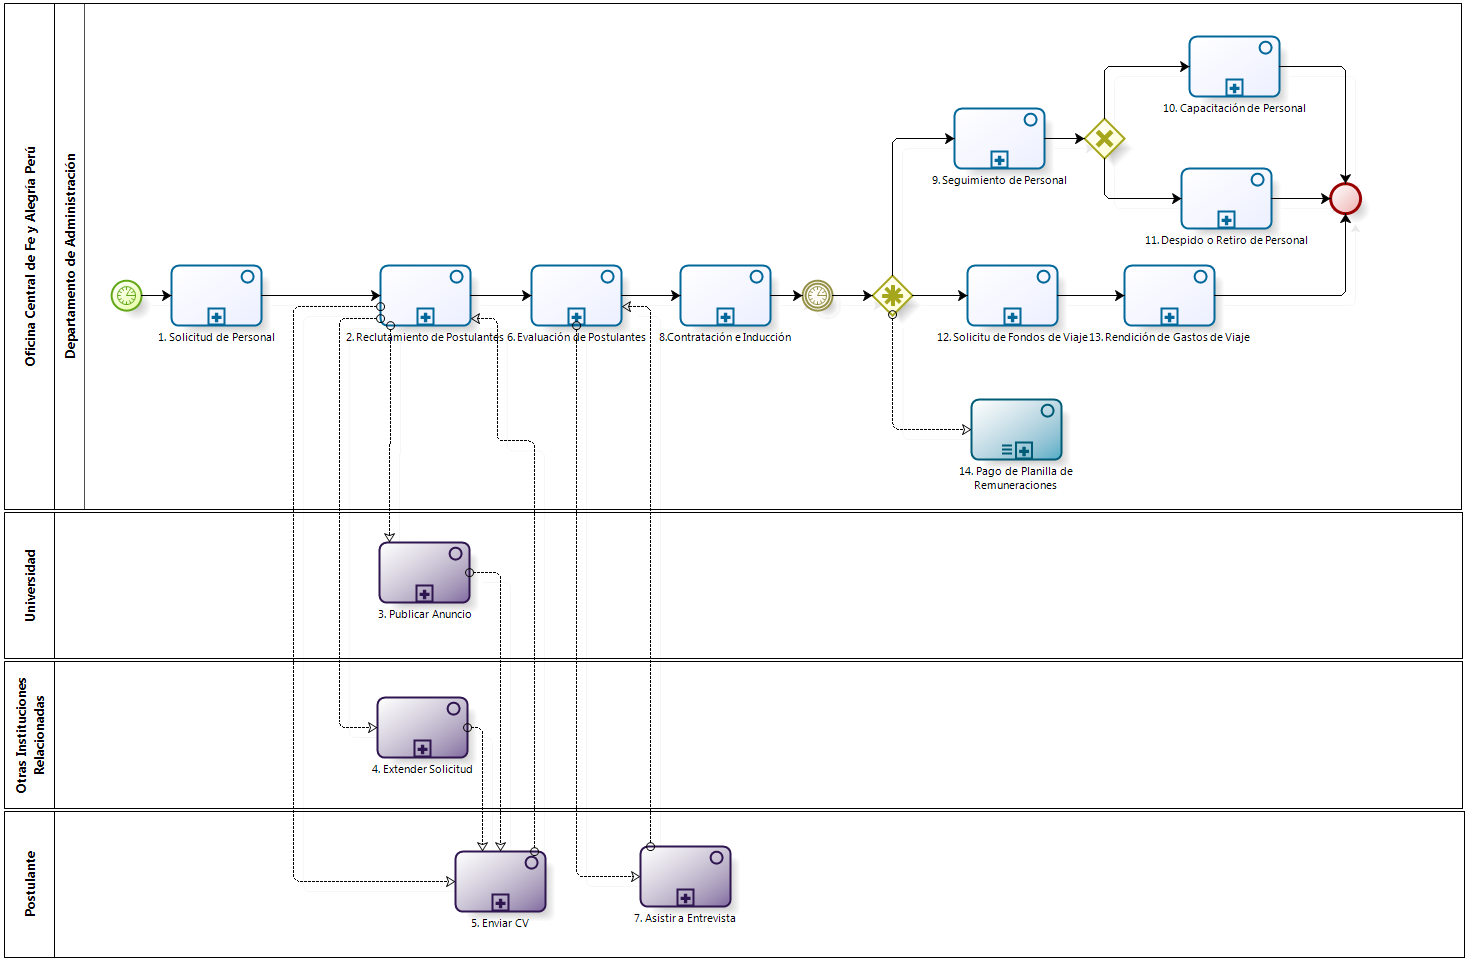 Oficina Central de Fe y Alegría Perú
Departamento de Administración
10. Capacitación de Personal
9. Seguimiento de Personal
11. Despido o Retiro de Personal
1. Solicitud de Personal
2. Reclutamiento de Postulantes
6. Evaluación de Postulantes
8.Contratación e Inducción
12. Solicitu de Fondos de Viaje
13. Rendición de Gastos de Viaje
14. Pago de Planilla de
Remuneraciones
Universidad
3. Publicar Anuncio
Otras Instituciones
Relacionadas
4. Extender Solicitud
Postulante
5. Enviar CV
7. Asistir a Entrevista